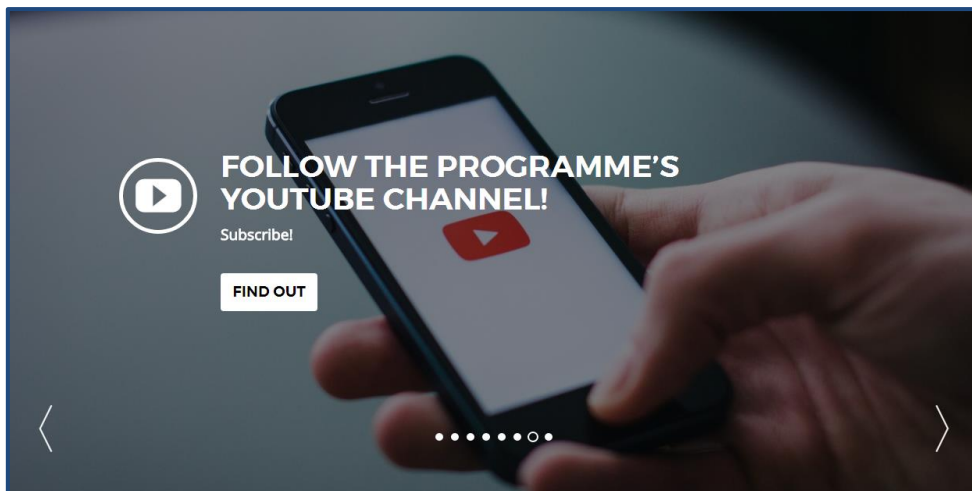 FOLLOW THE PROGRAMME’S
YOUTUBE CHANNEL!
Subscribe!
FIND OUT